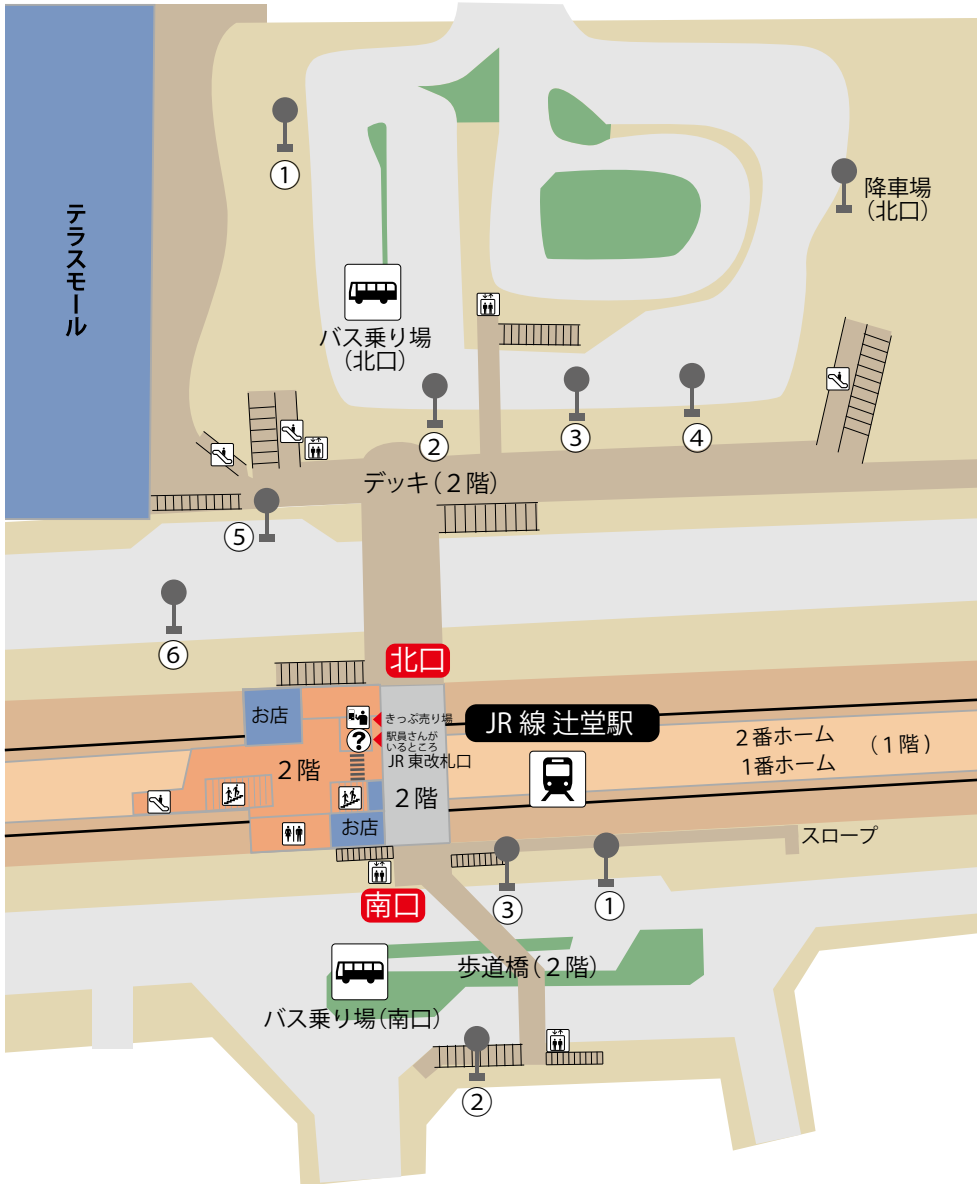 ①
降車場
(北口)
テラスモール
バス乗り場
(北口)
②
③
④
デッキ(2階)
⑤
⑥
北口
お店
きっぷ売り場
駅員さんが
いるところ
JR 東改札口
JR 線 辻堂駅
2番ホーム
1番ホーム
(1階)
2階
2階
お店
スロープ
南口
③
①
歩道橋(2階)
バス乗り場(南口)
②